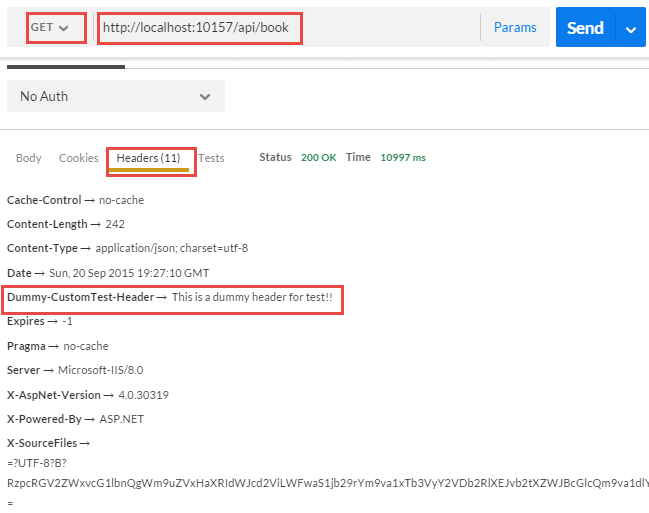 GET http://localhost:10157/api/book Params Send
No Auth
Body Cookies Headers (11) Tests Status 200 OK Time 10997 ms
Cache-Control → no-cache
Content-Length → 242
Content-Type → application/json; charset=utf-8
Date → Sun, 20 Sep 2015 19:27:10 GMT
Dummy-CustomTest-Header → This is a dummy header for test!!
Expires → -1
Pragma → no-cache
Server → Microsoft-IIS/8.0
X-AspNet-Version → 4.0.30319
X-Powered-By → ASP.NET
X-SourceFiles →
=?UTF-8?B?
=